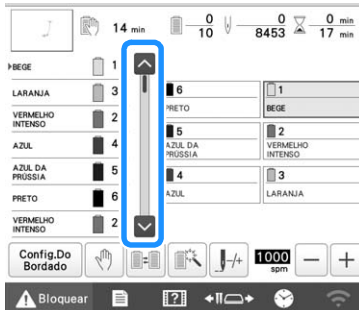 14 min
0
10
0
8453
0 min
17 min
BEGE 1
LARANJA 3
VERMELHO
INTENSO 2
AZUL 4
AZUL DA
PRÚSSIA 5
PRETO 6
VERMELHO
INTENSO 2
6
PRETO
1
BEGE
5
AZUL DA
PRÚSSIA
2
VERMELHO
INTENSO
4
AZUL
3
LARANJA
Config.Do
Bordado
-/+
1000
spm
− +
Bloquear
?